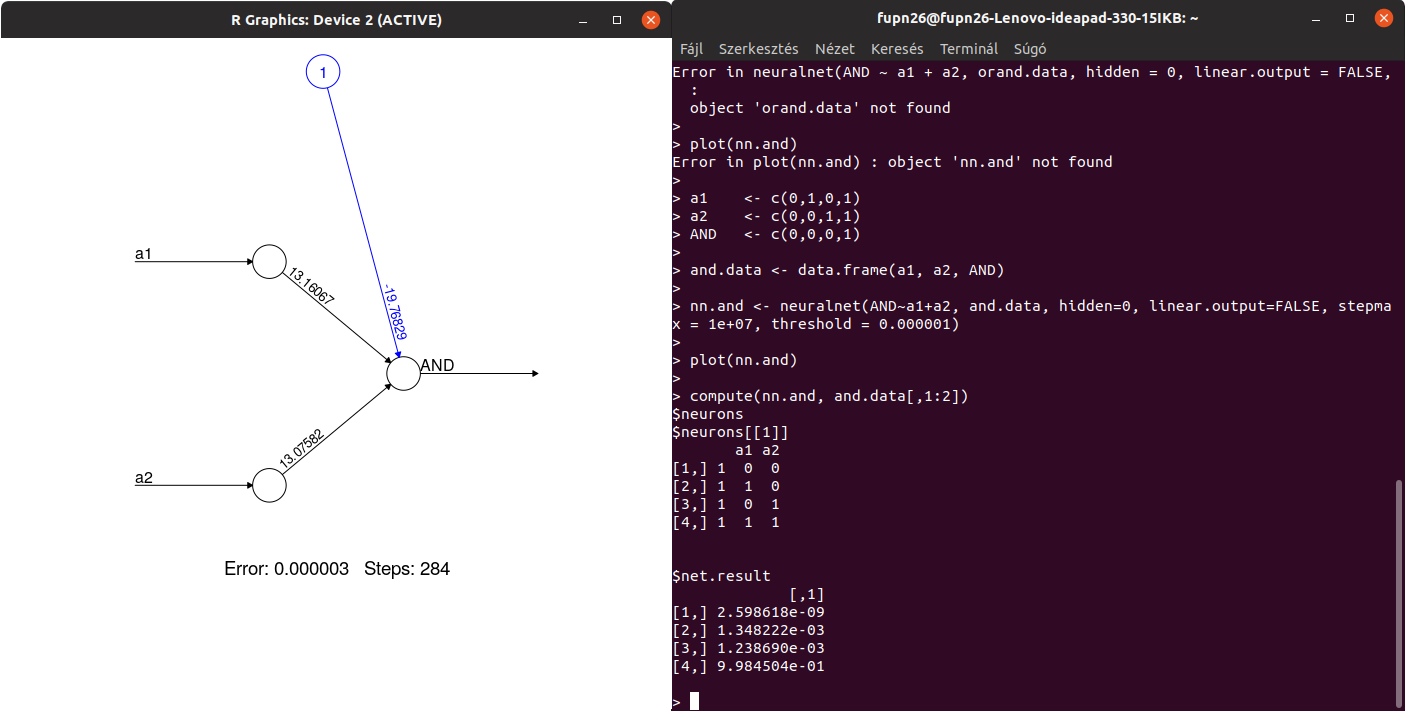 R Graphics: Device 2 (ACTIVE)
1
a1
13.16067
-19.76829
AND
13.07582
a2
Error: 0.000003 Steps: 284
fupn26@fupn26-Lenovo-ideapad-330-15IKB: ~
Fájl Szerkesztés Nézet Keresés Terminál Súgó
Error in neuralnet(AND ~ a1 + a2, orand.data, hidden = 0, linear.output = FALSE,
  :
  object 'orand.data' not found
>
> plot(nn.and)
Error in plot(nn.and) : object 'nn.and' not found
>
> a1    <- c(0,1,0,1)
> a2    <- c(0,0,1,1)
> AND   <- c(0,0,0,1)
>
> and.data <- data.frame(a1, a2, AND)
>
> nn.and <- neuralnet(AND~a1+a2, and.data, hidden=0, linear.output=FALSE, stepma
x = 1e+07, threshold = 0.000001)
>
> plot(nn.and)
>
> compute(nn.and, and.data[,1:2])
$neurons
$neurons[[1]]
       a1 a2
[1,] 1  0  0
[2,] 1  1  0
[3,] 1  0  1
[4,] 1  1  1
$net.result
             [,1]
[1,] 2.598618e-09
[2,] 1.348222e-03
[3,] 1.238690e-03
[4,] 9.984504e-01
>